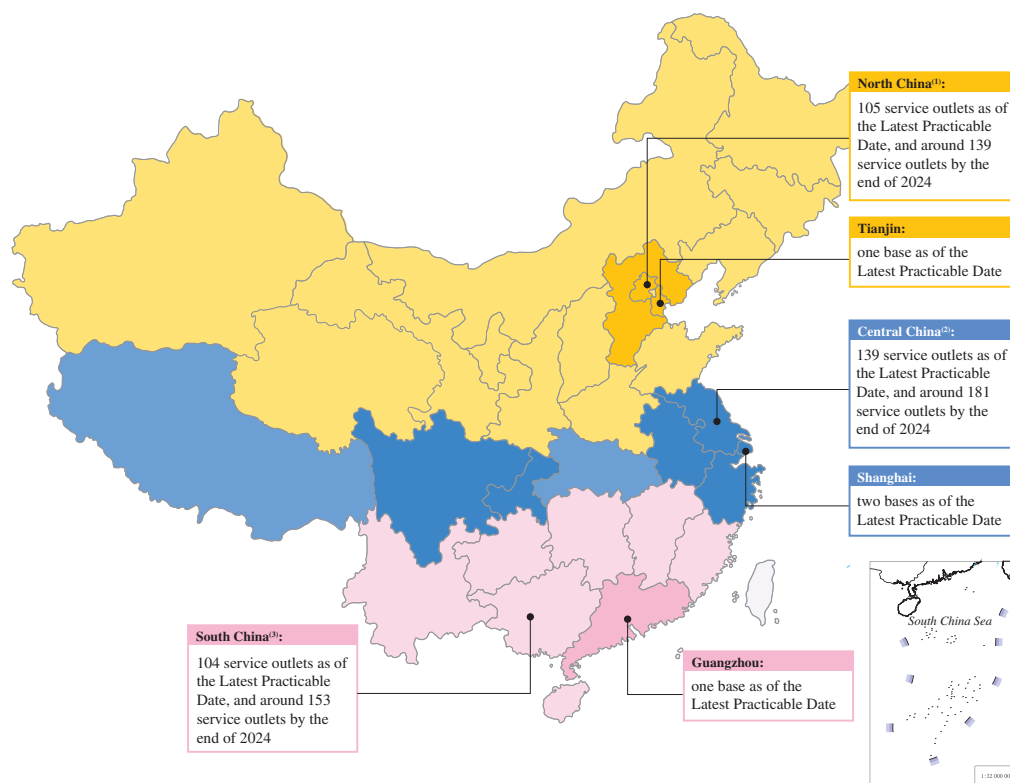 North China(1):
105 service outlets as of
the Latest Practicable
Date, and around 139
service outlets by the
end of 2024
Tianjin:
one base as of the
Latest Practicable Date
Central China(2):
139 service outlets as of
the Latest Practicable
Date, and around 181
service outlets by the
end of 2024
Shanghai:
two bases as of the
Latest Practicable Date
South China Sea
South China(3):
104 service outlets as of
the Latest Practicable
Date, and around 153
service outlets by the
end of 2024
Guangzhou:
one base as of the
Latest Practicable Date